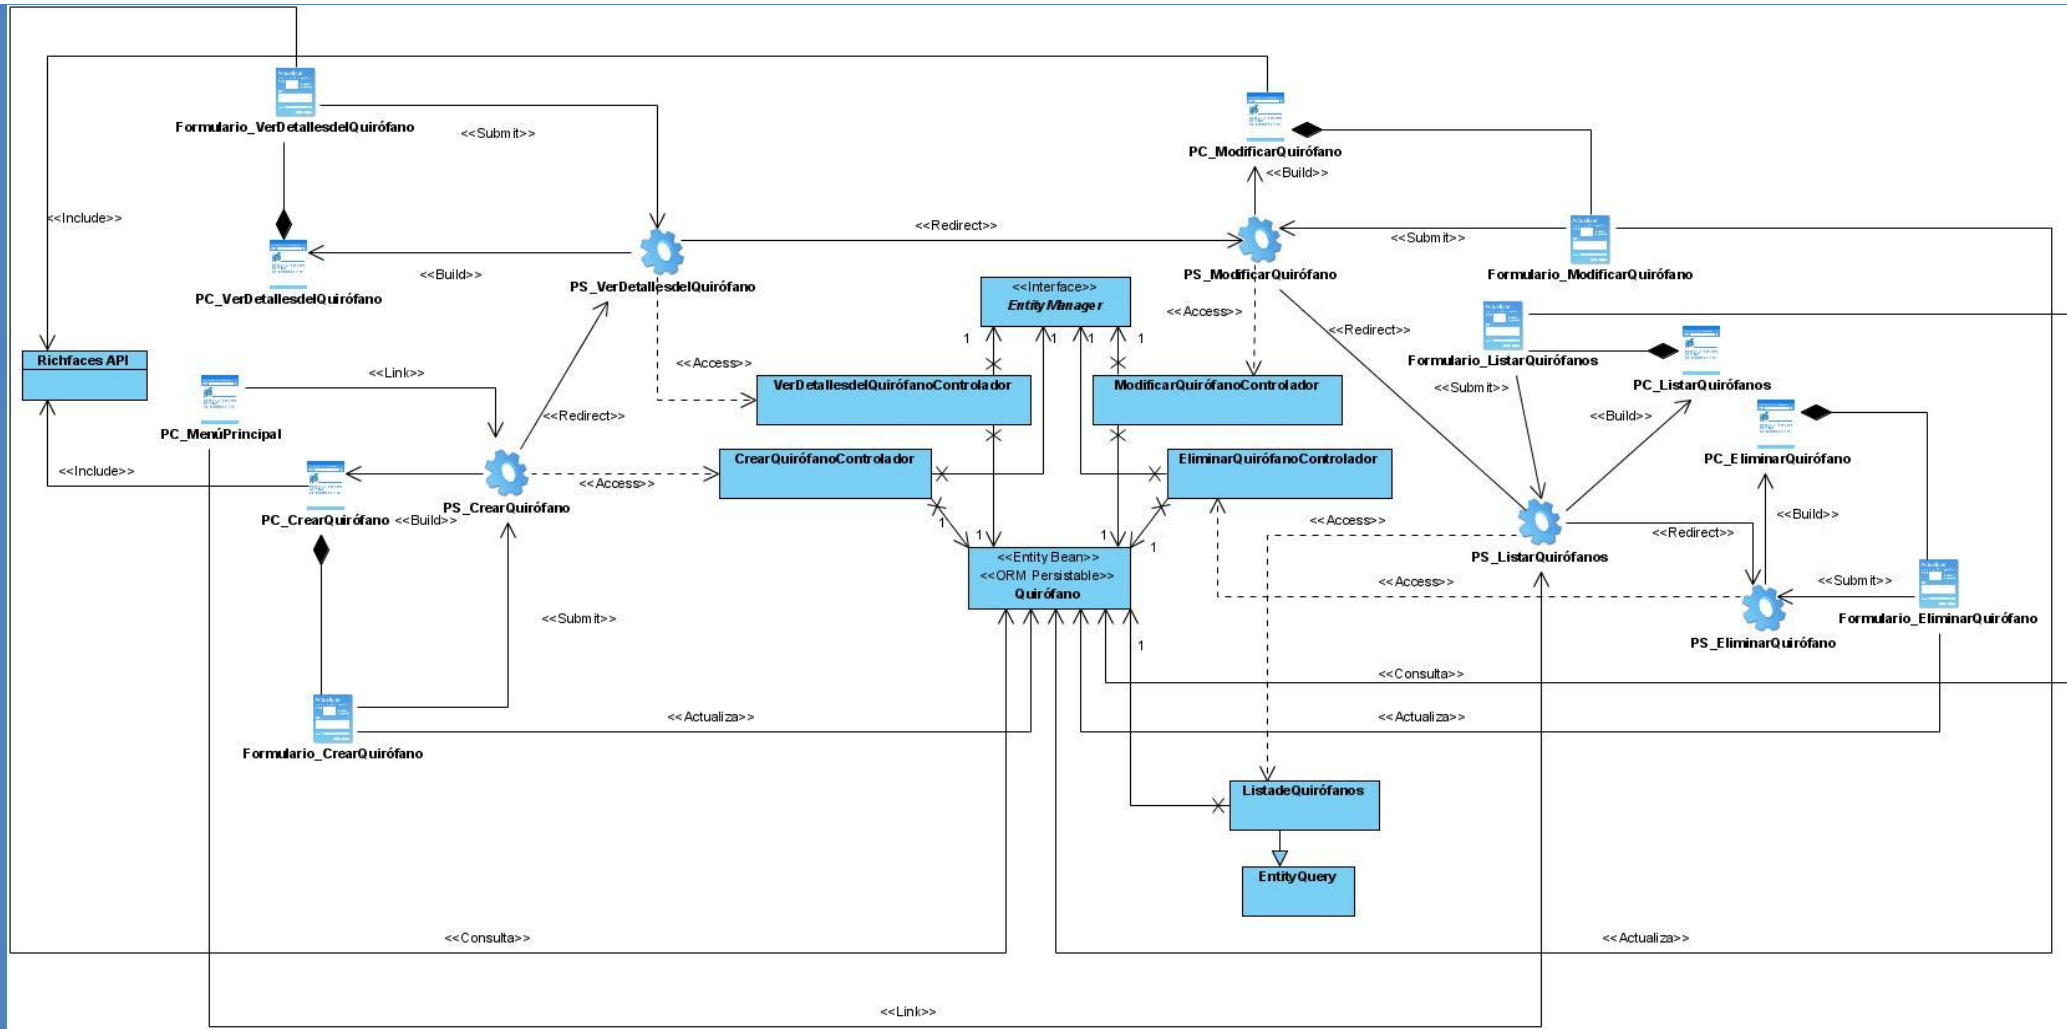 Formulario_VerDetallesdelQuirófano
<<Submit>>
PC_ModificarQuirófano
<<Build>>
<<Include>>
<<Redirect>>
<<Submit>>
PC_VerDetallesdelQuirófano
<<Build>>
PS_VerDetallesdelQuirófano
PS_ModificarQuirófano
Formulario_ModificarQuirófano
<<Interface>>
EntityManager
<<Access>>
<<Redirect>>
1
1
1
1
Richfaces API
<<Link>>
<<Access>>
Formulario_ListarQuirófanos
PC_ListarQuirófanos
<<Submit>>
VerDetallesdelQuirófanoControlador
ModificarQuirófanoControlador
PC_MenúPrincipal
<<Redirect>>
<<Build>>
<<Include>>
CrearQuirófanoControlador
EliminarQuirófanoControlador
PC_EliminarQuirófano
<<Access>>
PS_CrearQuirófano
PC_CrearQuirófano
<<Build>>
<<Access>>
<<Build>>
1
1
1
1
<<Redirect>>
<<Entity Bean>>
<<ORM Persistable>>
Quirófano
PS_ListarQuirófanos
<<Access>>
<<Submit>>
<<Submit>>
Formulario_EliminarQuirófano
1
PS_EliminarQuirófano
<<Consulta>>
<<Actualiza>>
<<Actualiza>>
Formulario_CrearQuirófano
ListadeQuirófanos
EntityQuery
<<Consulta>>
<<Actualiza>>
<<Link>>